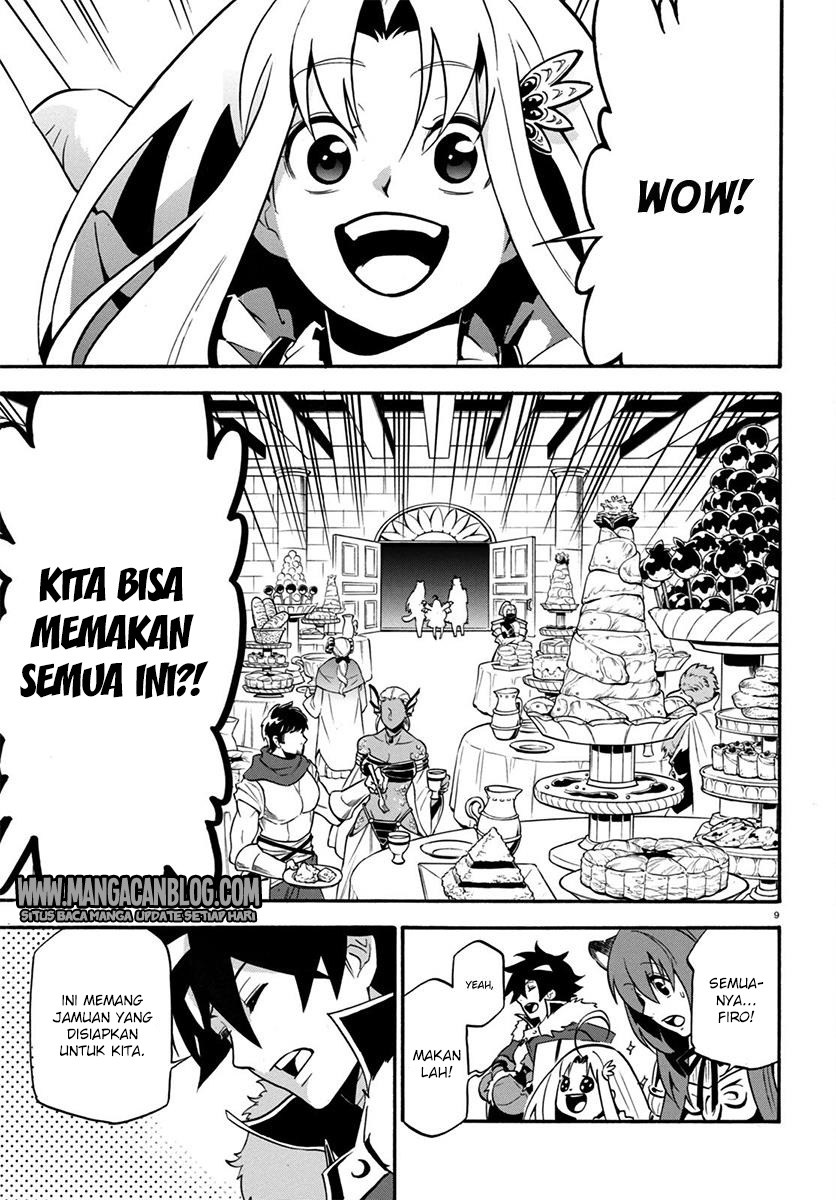 WOW!
KITA BISA
MEMAKAN
SEMUA INI?!
WWW.MANGACANBLOG.COM
SITUS BACA MANGA UPDATE SETIAP HARI
9
SEMUA-
NYA...
FIRO!
YEAH,
MAKAN
LAH!
INI MEMANG
JAMUAN YANG
DISIAPKAN
UNTUK KITA.